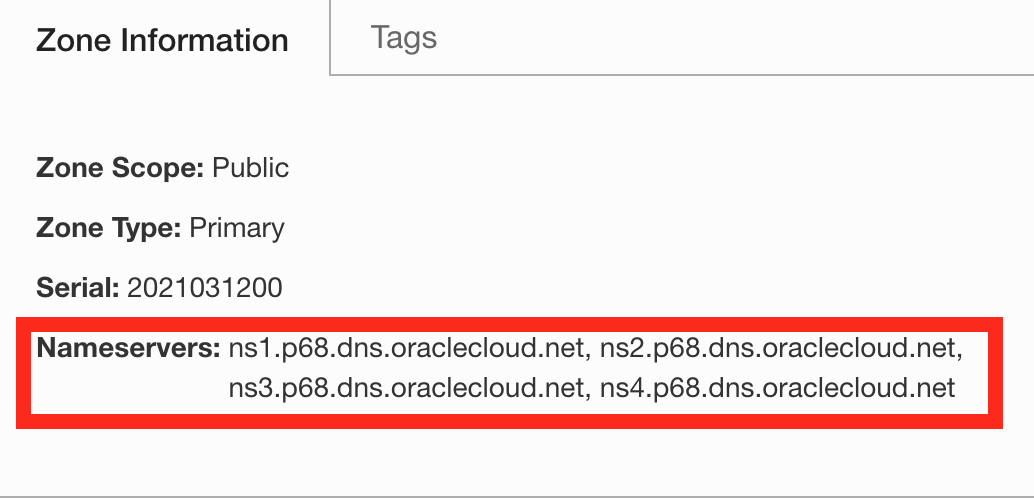 Zone Information
Tags
Zone Scope: Public
Zone Type: Primary
Serial: 2021031200
Nameservers: ns1.p68.dns.oraclecloud.net, ns2.p68.dns.oraclecloud.net,
ns3.p68.dns.oraclecloud.net, ns4.p68.dns.oraclecloud.net